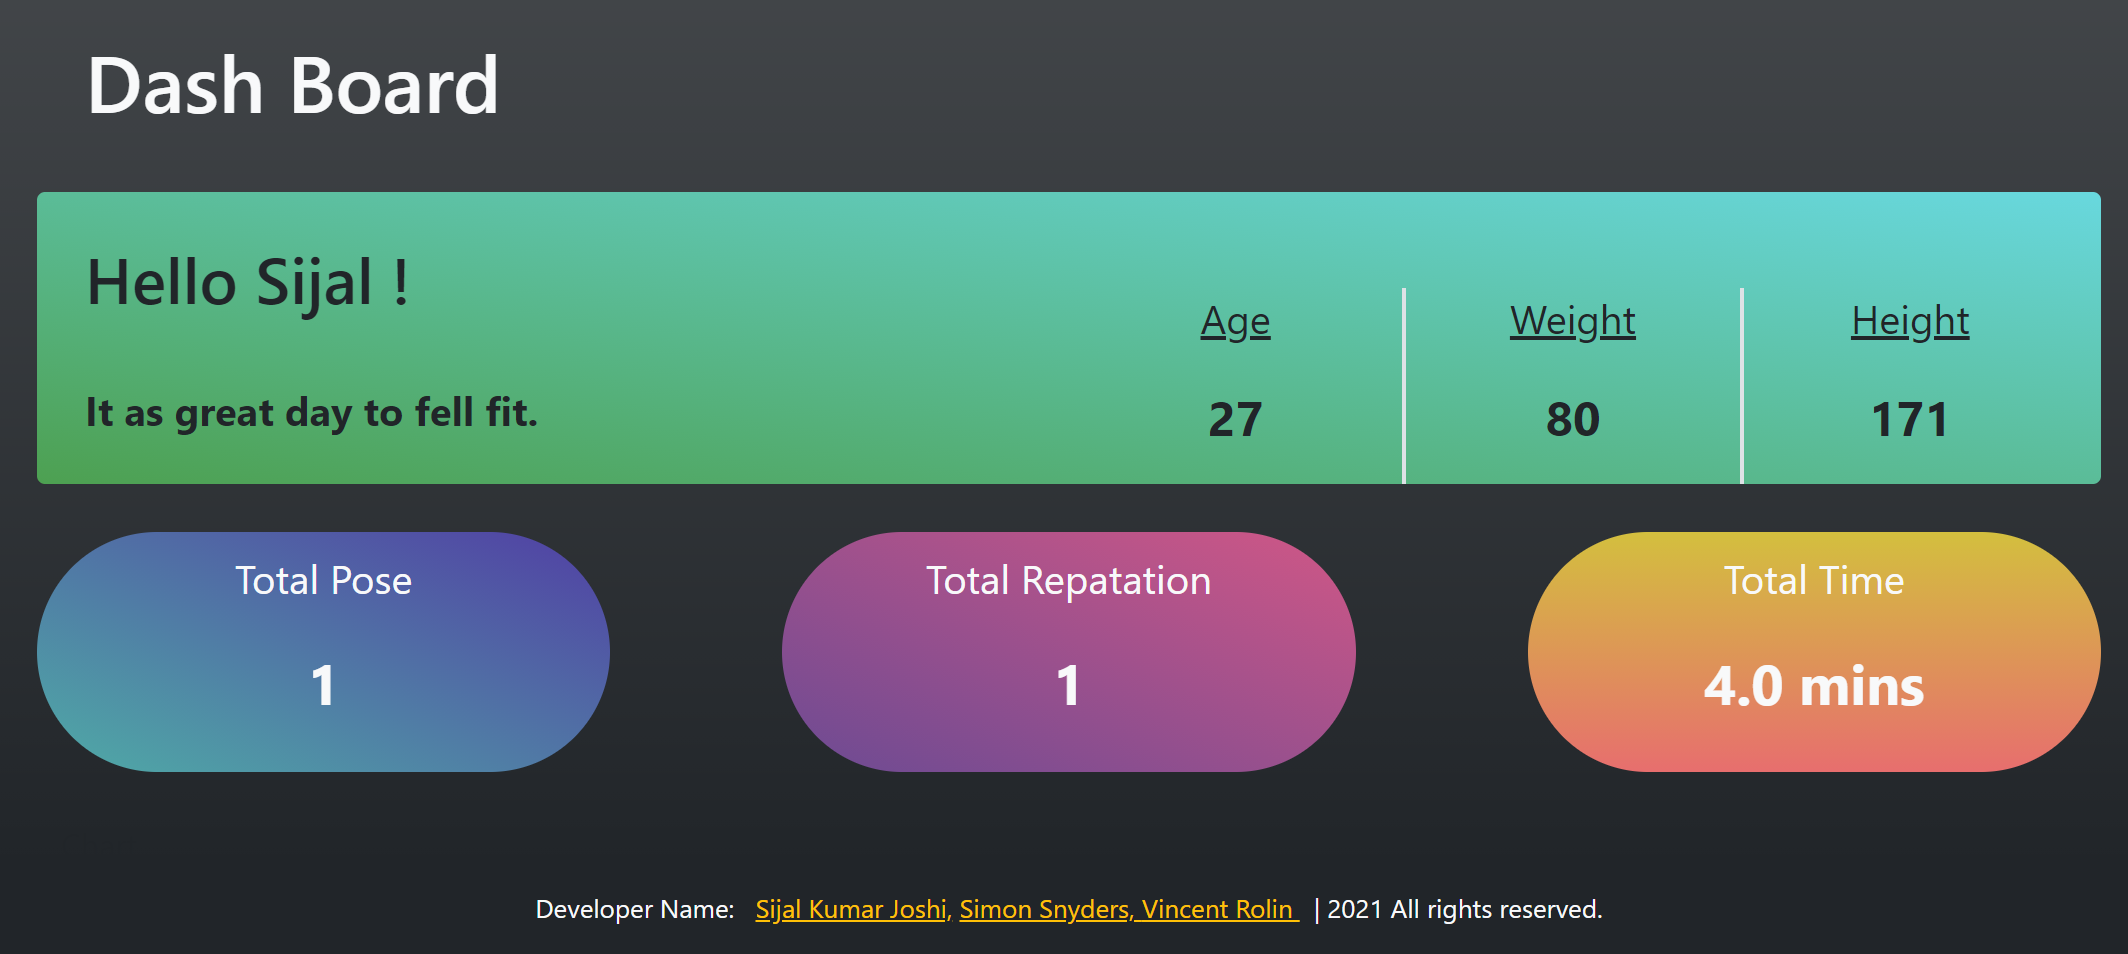 Dash Board
Hello Sijal !
It as great day to fell fit.
Age Weight Height
27 80 171
Total Pose Total Repatation Total Time
1 1 4.0 mins
Developer Name: Sijal Kumar Joshi, Simon Snyders, Vincent Rolin | 2021 All rights reserved.